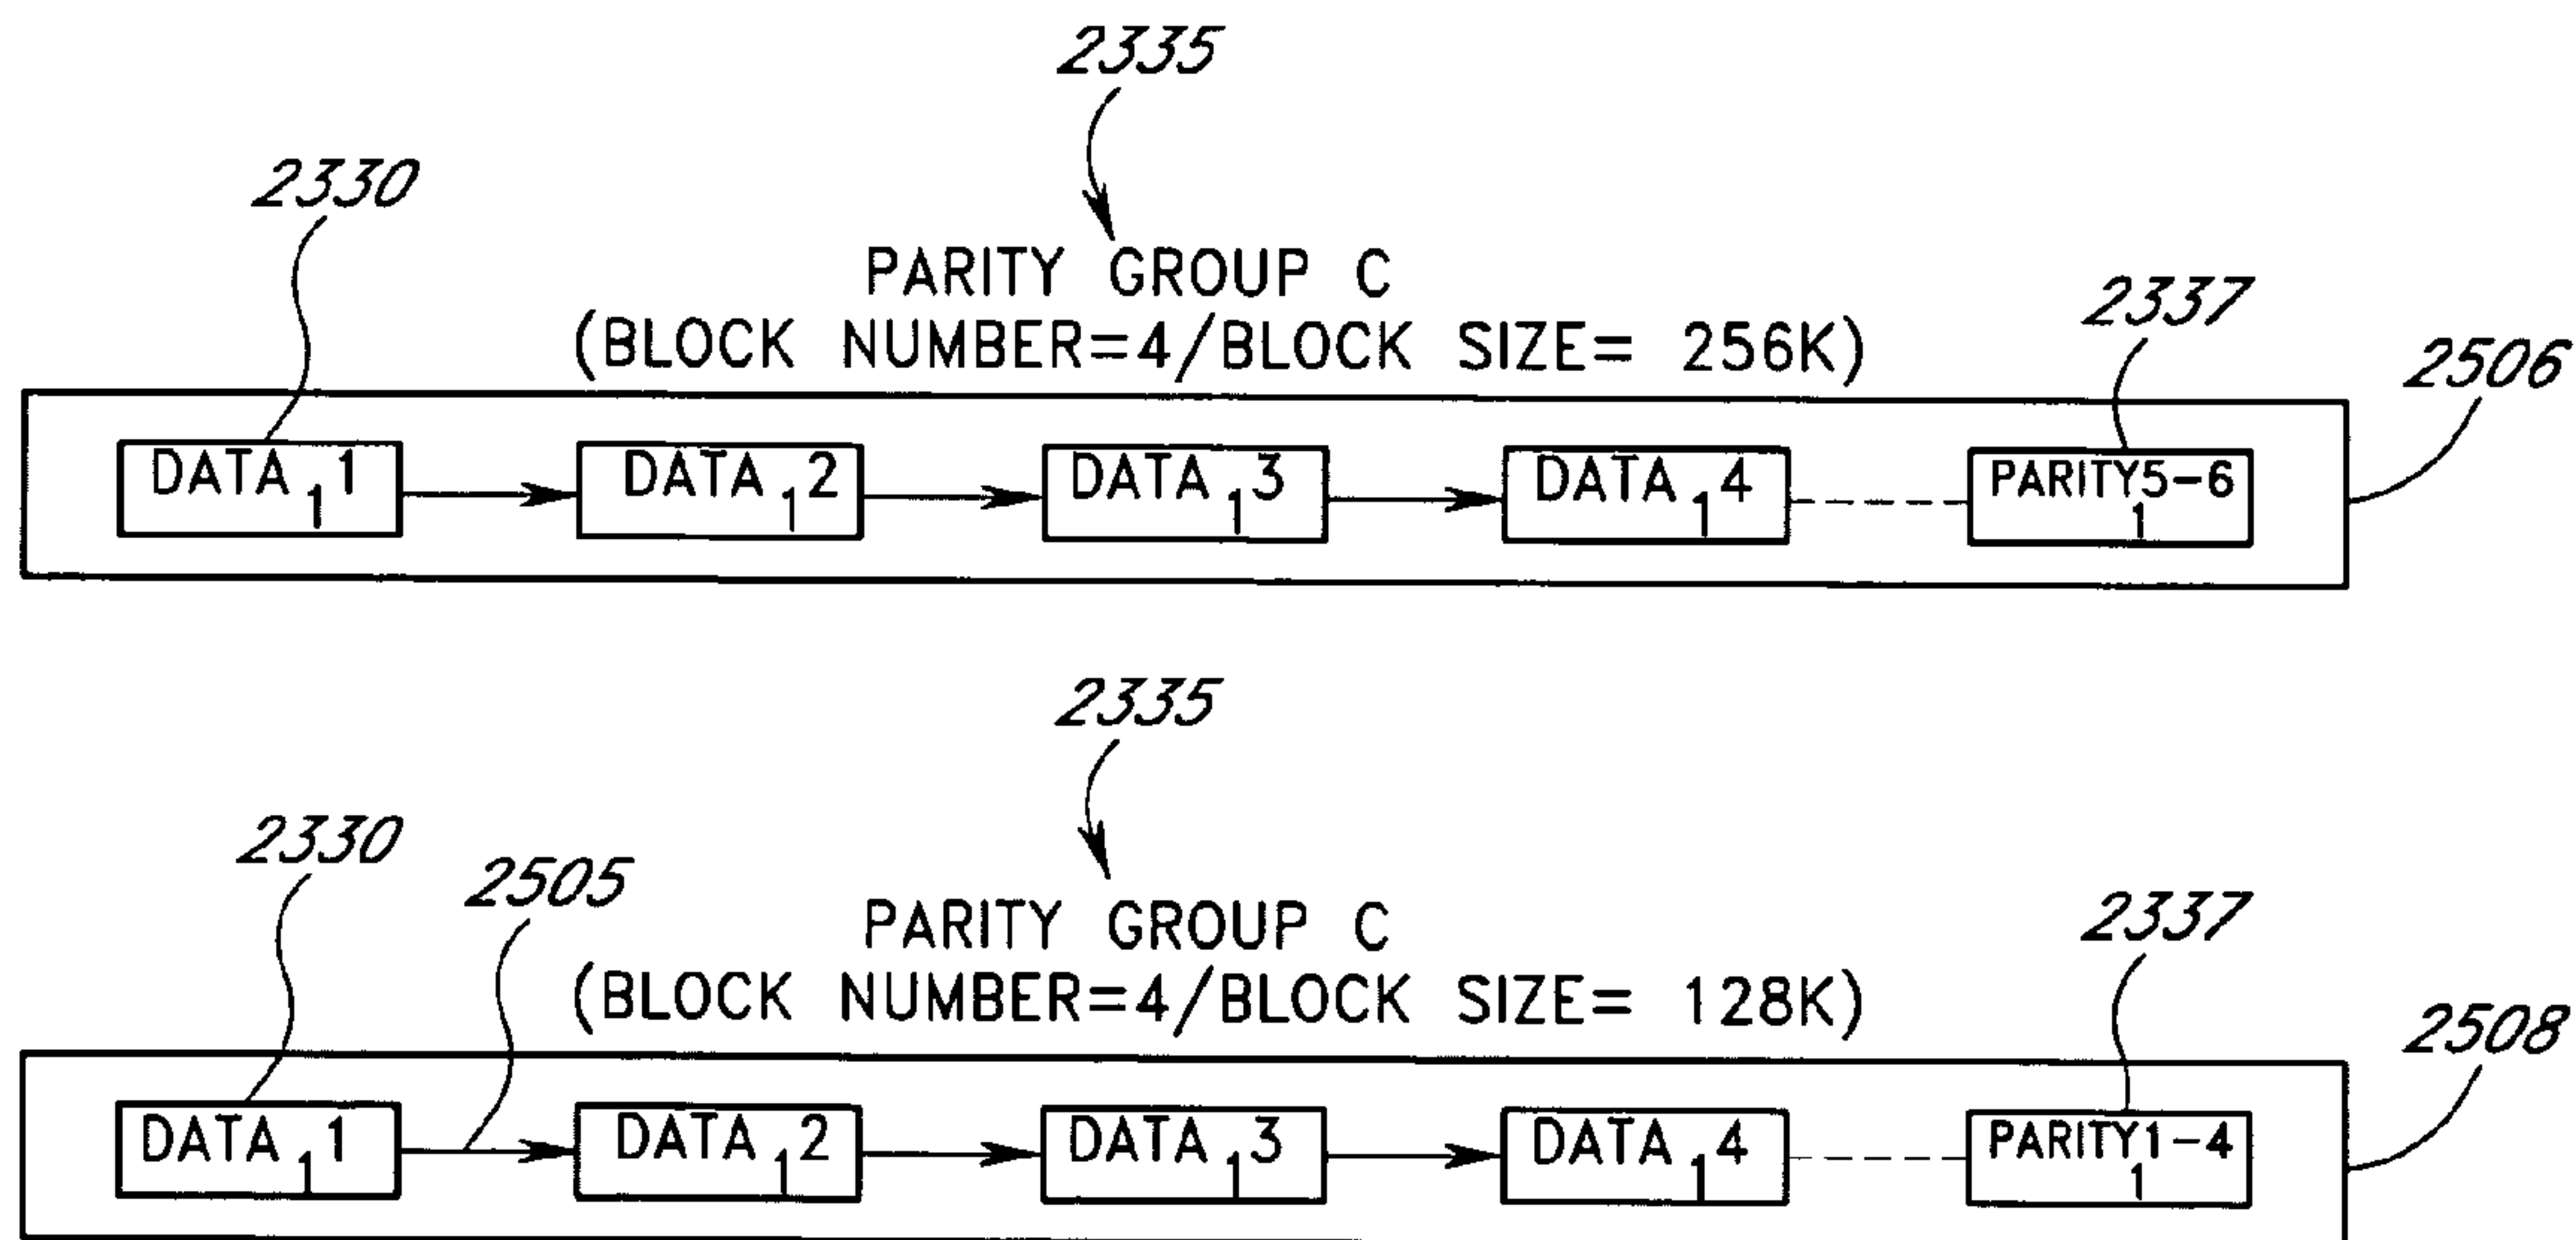 2335
2330
PARITY GROUP C
2337
(BLOCK NUMBER=4/BLOCK SIZE= 256K)
2506
DATA 1 1
DATA 1 2
DATA 1 3
DATA 1 4
PARITY5-6
1
2335
2330
2505
PARITY GROUP C
2337
(BLOCK NUMBER=4/BLOCK SIZE= 128K)
2508
DATA 1 1
DATA 1 2
DATA 1 3
DATA 1 4
PARITY1-4
1